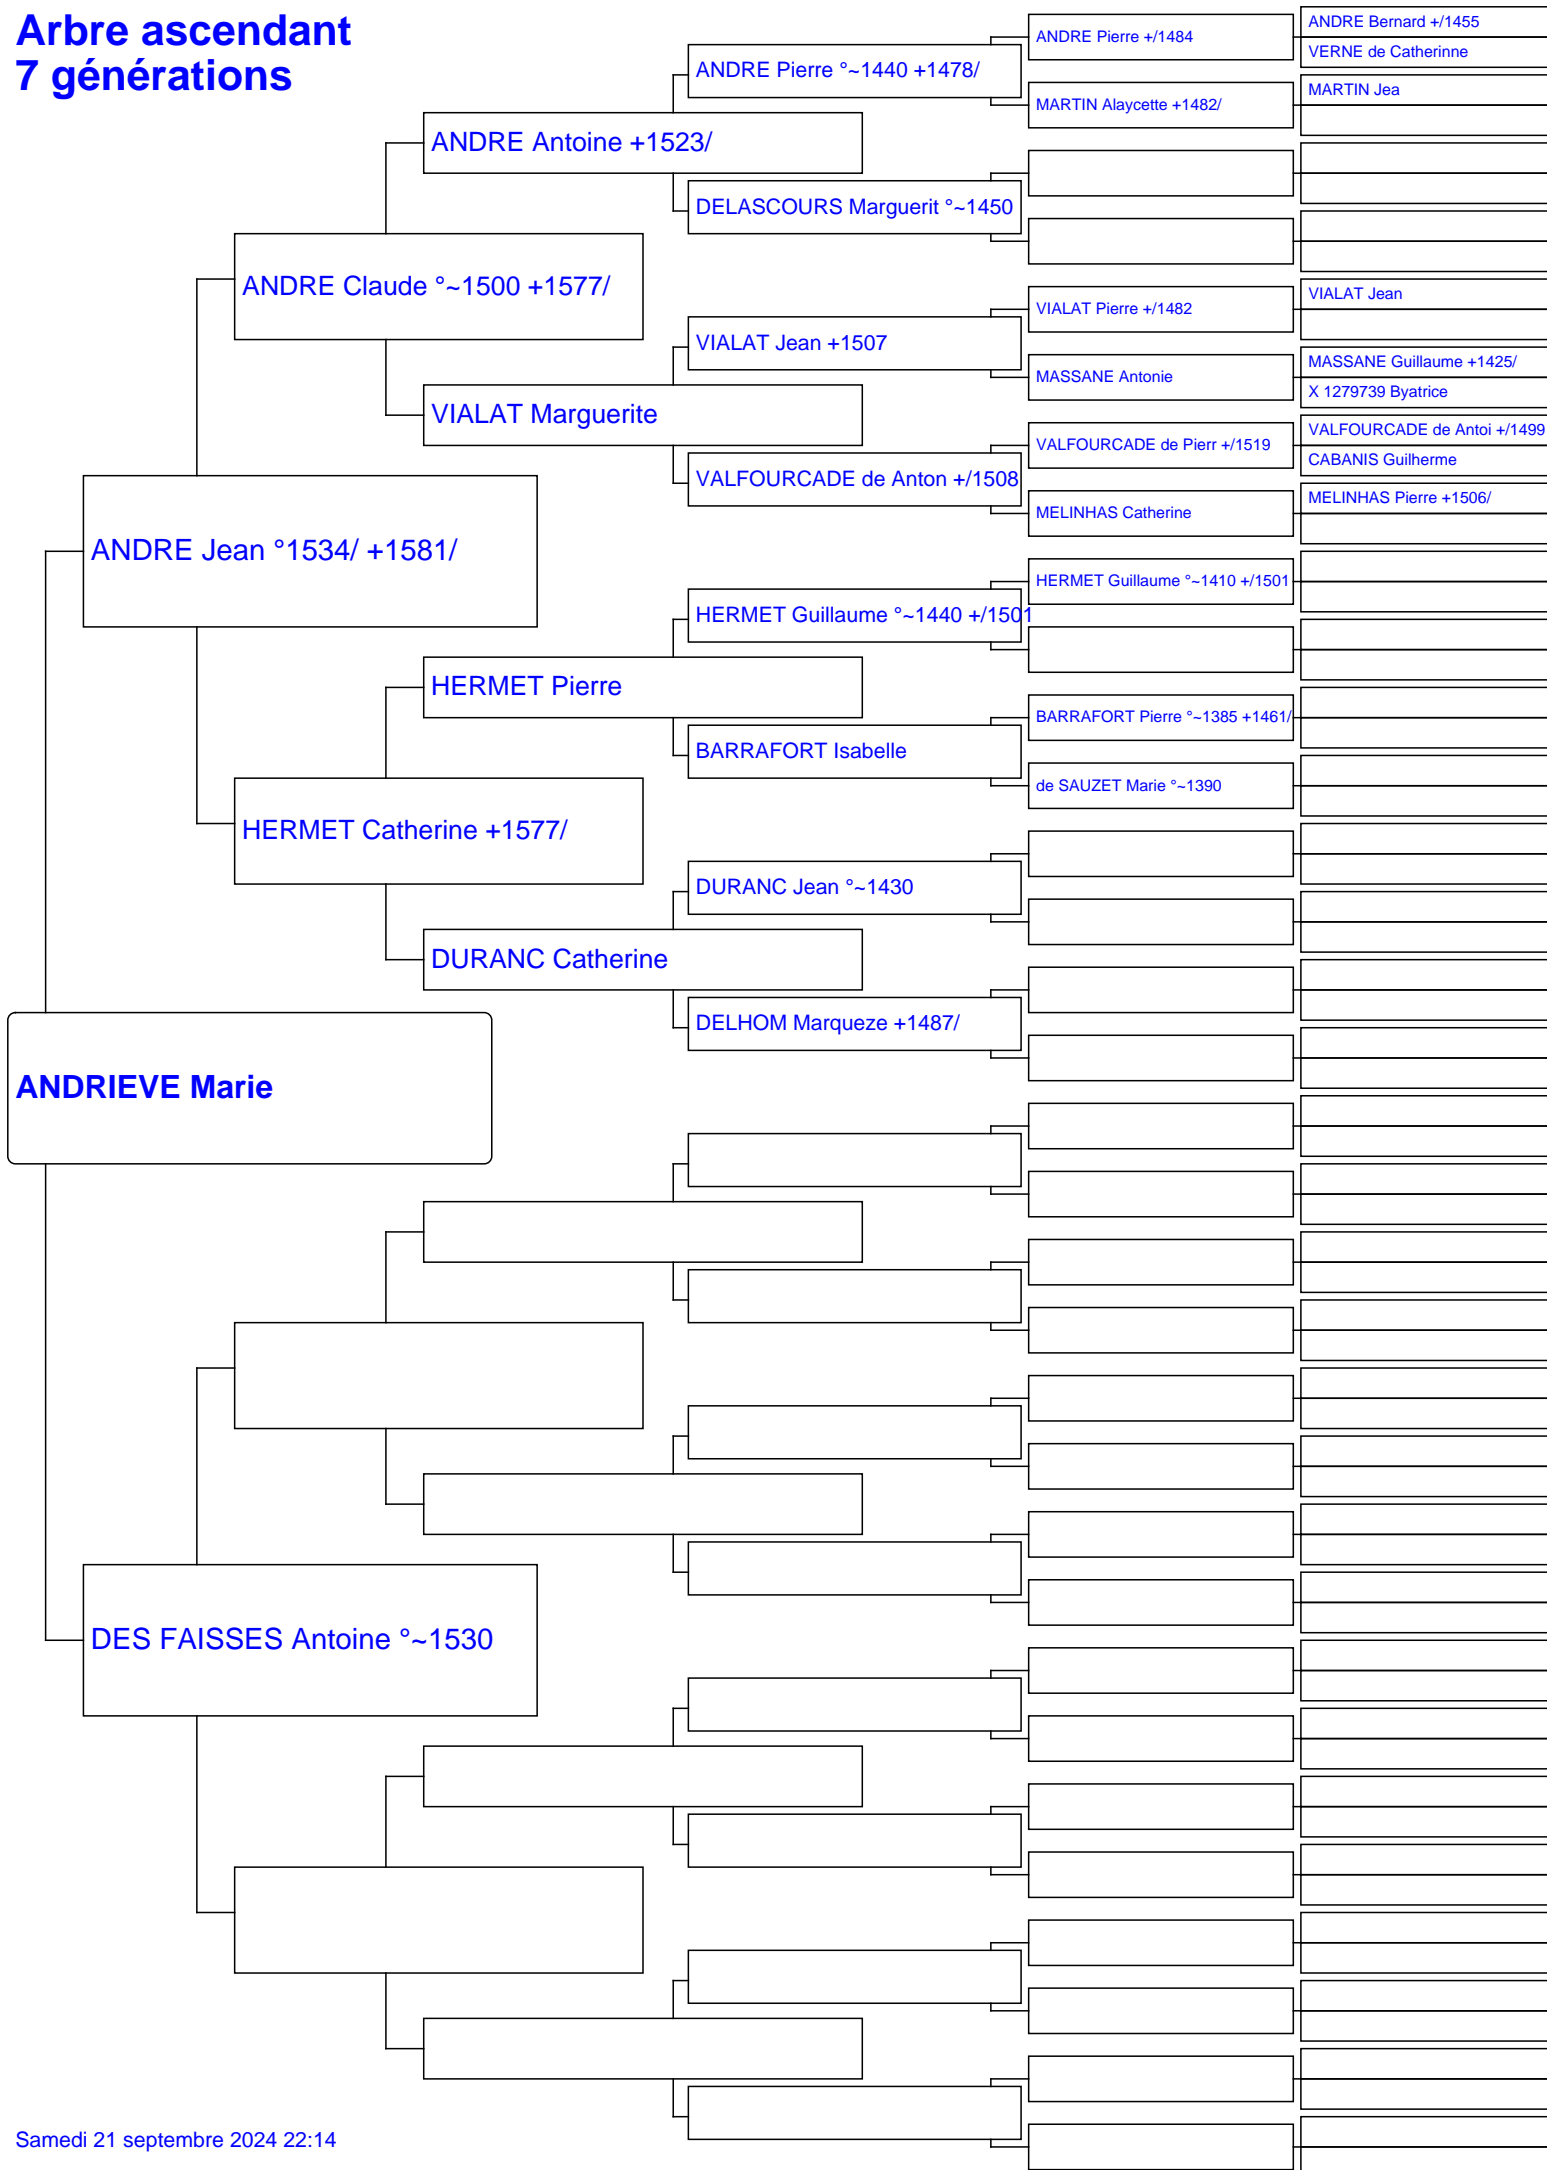 Arbre ascendant
7 générations
ANDRIEVE Marie
ANDRE Jean °1534/ +1581/
DES FAISSES Antoine °~1530
ANDRE Claude °~1500 +1577/
HERMET Catherine +1577/
ANDRE Antoine +1523/
VIALAT Marguerite
HERMET Pierre
DURANC Catherine
ANDRE Pierre °~1440 +1478/
DELASCOURS Marguerit °~1450
VIALAT Jean +1507
VALFOURCADE de Anton +/1508
HERMET Guillaume °~1440 +/1501
BARRAFORT Isabelle
DURANC Jean °~1430
DELHOM Marqueze +1487/
ANDRE Pierre +/1484
MARTIN Alaycette +1482/
VIALAT Pierre +/1482
MASSANE Antonie
VALFOURCADE de Pierr +/1519
MELINHAS Catherine
HERMET Guillaume °~1410 +/1501
BARRAFORT Pierre °~1385 +1461/
de SAUZET Marie °~1390
ANDRE Bernard +/1455
VERNE de Catherinne
MARTIN Jea
VIALAT Jean
MASSANE Guillaume +1425/
X 1279739 Byatrice
VALFOURCADE de Antoi +/1499
CABANIS Guilherme
MELINHAS Pierre +1506/
Samedi 21 septembre 2024 22:14